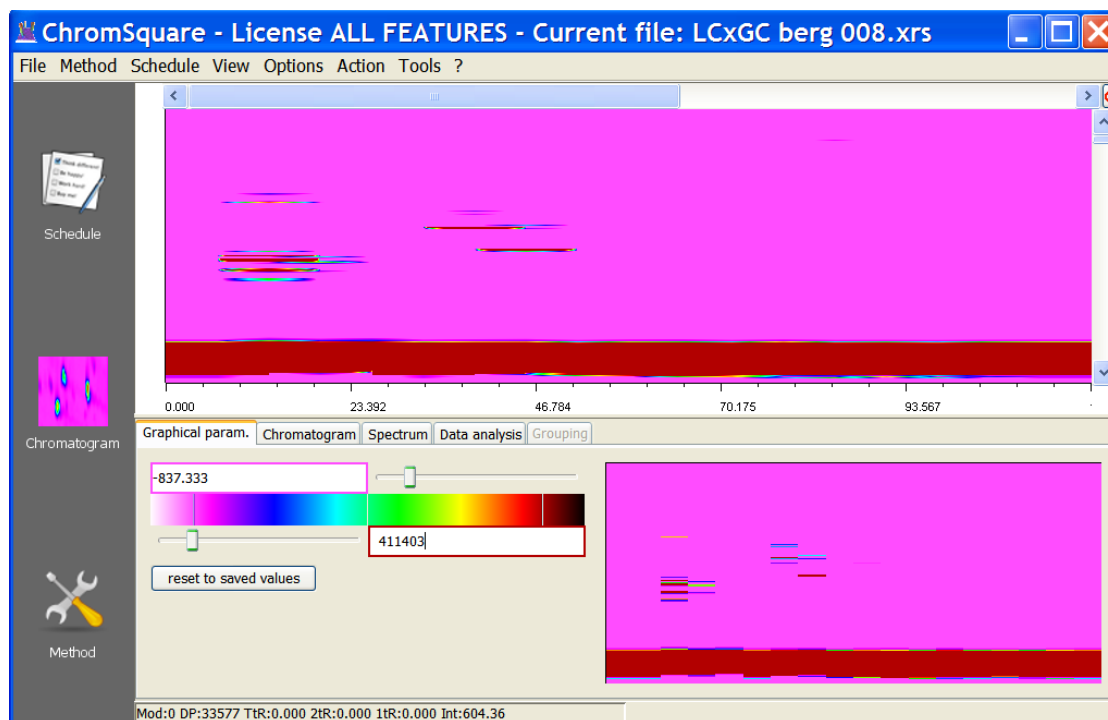 ChromSquare - License ALL FEATURES - Current file: LCxGC berg 008.xrs
File Method Schedule View Options Action Tools ?
Schedule
Chromatogram
Method
0.000 23.392 46.784 70.175 93.567
Graphical param. Chromatogram Spectrum Data analysis Grouping
-837.333
411403
reset to saved values
Mod:0 DP:33577 TtR:0.000 2tR:0.000 1tR:0.000 Int:604.36